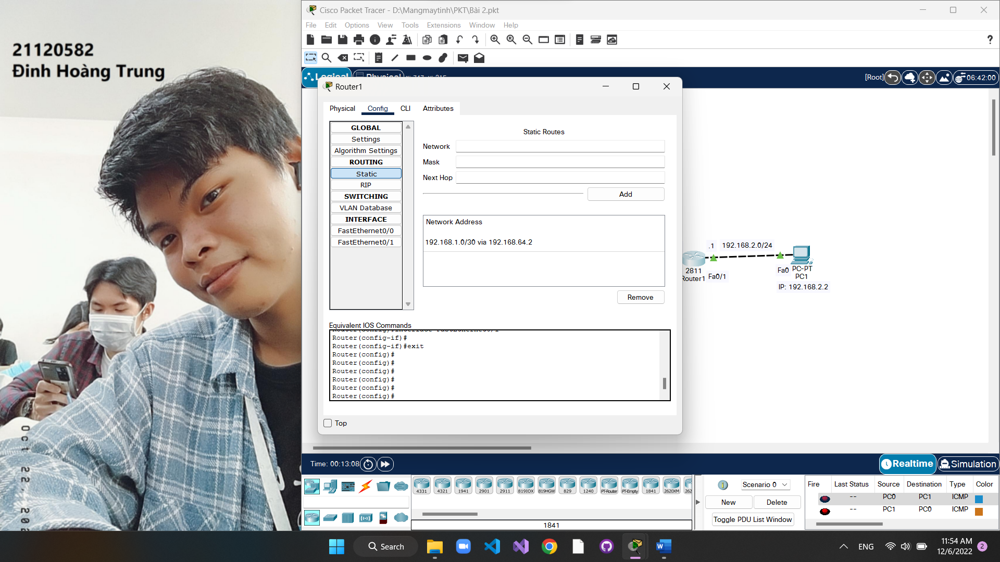 21120582
Đinh Hoàng Trung
Cisco Packet Tracer - D:\Mangmaytinh\PKT\Bài 2.pkt
File Edit Options View Tools Extensions Window Help
Logical Physical
[Root] 06:42:00
Router1
Physical Config CLI Attributes
GLOBAL
Settings
Algorithm Settings
ROUTING
Static
RIP
SWITCHING
VLAN Database
INTERFACE
FastEthernet0/0
FastEthernet0/1
Static Routes
Network
Mask
Next Hop
Add
Network Address
192.168.1.0/30 via 192.168.64.2
Remove
Equivalent IOS Commands
Router(config)#interface FastEthernet0/1
Router(config-if)#
Router(config-if)#exit
Router(config)#
Router(config)#
Router(config)#
Router(config)#
Router(config)#
Router(config)#
Top
.1 192.168.2.0/24
2811
Router1
Fa0/1
Fa0
PC-PT
PC1
IP: 192.168.2.2
Time: 00:13:08
Realtime Simulation
4331 4321 1941 2901 2911 819IOX 819HGW 829 1240 PT-Router PT-Empty 1841 2620XM 262
1841
Scenario 0
New Delete
Toggle PDU List Window
Fire Last Status Source Destination Type Color
-- PC0 PC1 ICMP
-- PC1 PC0 ICMP
Search
ENG
11:54 AM
12/6/2022
2
Oct 22, 202